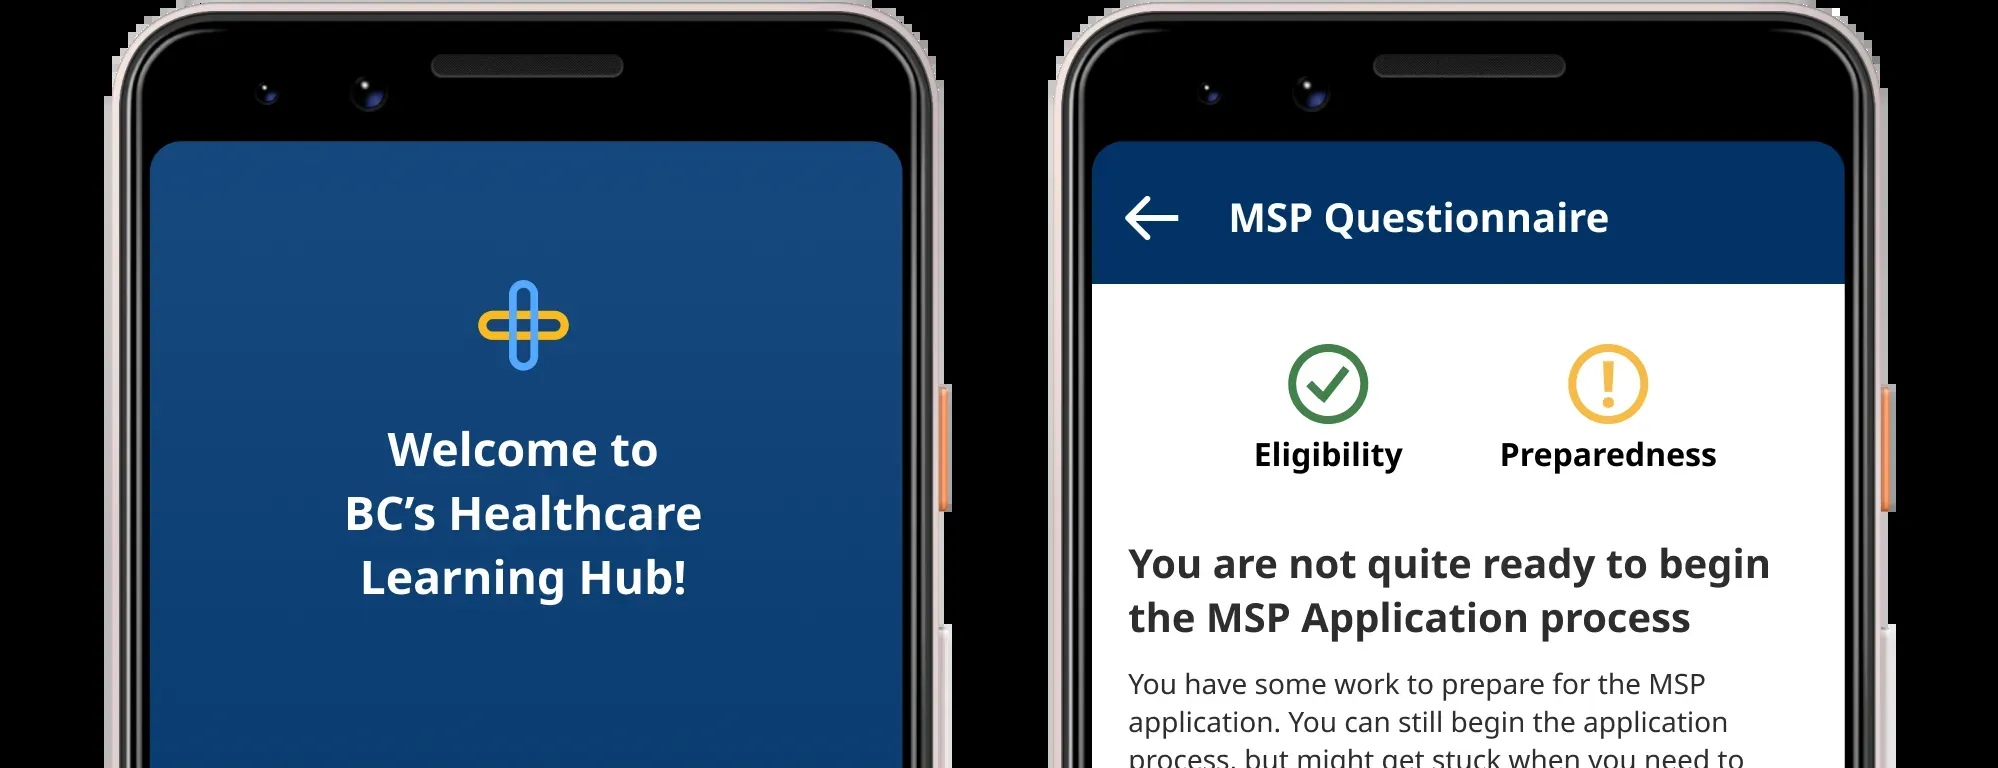 Welcome to
BC’s Healthcare
Learning Hub!
MSP Questionnaire
Eligibility
Preparedness
You are not quite ready to begin
the MSP Application process
You have some work to prepare for the MSP
application. You can still begin the application
process, but might get stuck when you need to